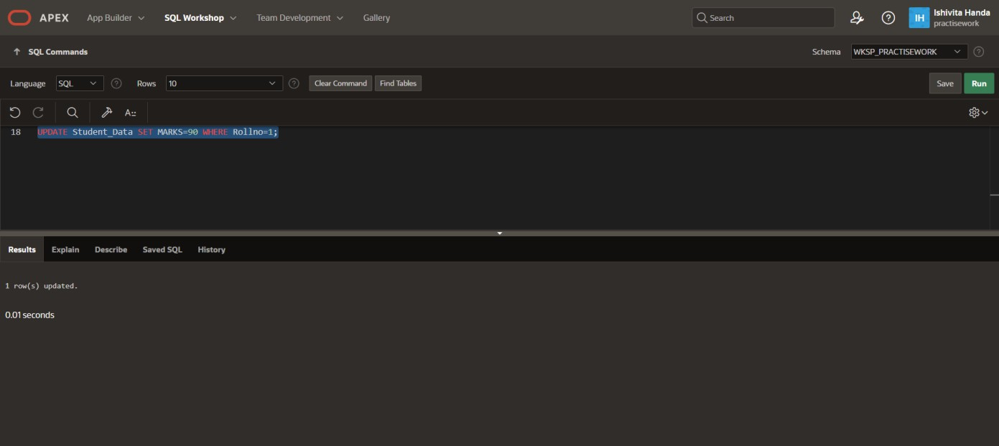 APEX App Builder SQL Workshop Team Development Gallery Search IH Ishivita Handa
practisework
SQL Commands Schema WKSP_PRACTISEWORK
Language SQL Rows 10 Clear Command Find Tables Save Run
A::
18 UPDATE Student_Data SET MARKS=90 WHERE Rollno=1;
Results Explain Describe Saved SQL History
1 row(s) updated.
0.01 seconds